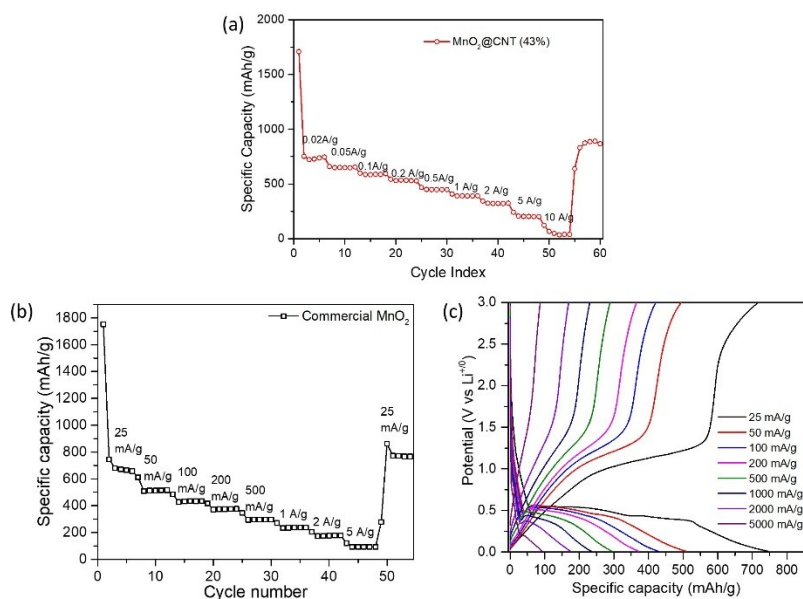 (a)
2000
1750
1500
1250
1000
750
500
250
0
Specific Capacity (mAh/g)
MnO₂@CNT (43%)
0.02A/g
0.05A/g
0.1A/g
0.2 A/g
0.5A/g
1 A/g
2 A/g
5 A/g
10 A/g
0 10 20 30 40 50 60
Cycle Index
(b)
1800
1600
1400
1200
1000
800
600
400
200
0
Specific capacity (mAh/g)
Commercial MnO₂
25
mA/g
50
mA/g
100
mA/g
200
mA/g
500
mA/g
1 A/g
2 A/g
5 A/g
25
mA/g
0 10 20 30 40 50
Cycle number
(c)
3.0
2.5
2.0
1.5
1.0
0.5
0.0
Potential (V vs Li⁺/⁰)
25 mA/g
50 mA/g
100 mA/g
200 mA/g
500 mA/g
1000 mA/g
2000 mA/g
5000 mA/g
0 100 200 300 400 500 600 700 800
Specific capacity (mAh/g)